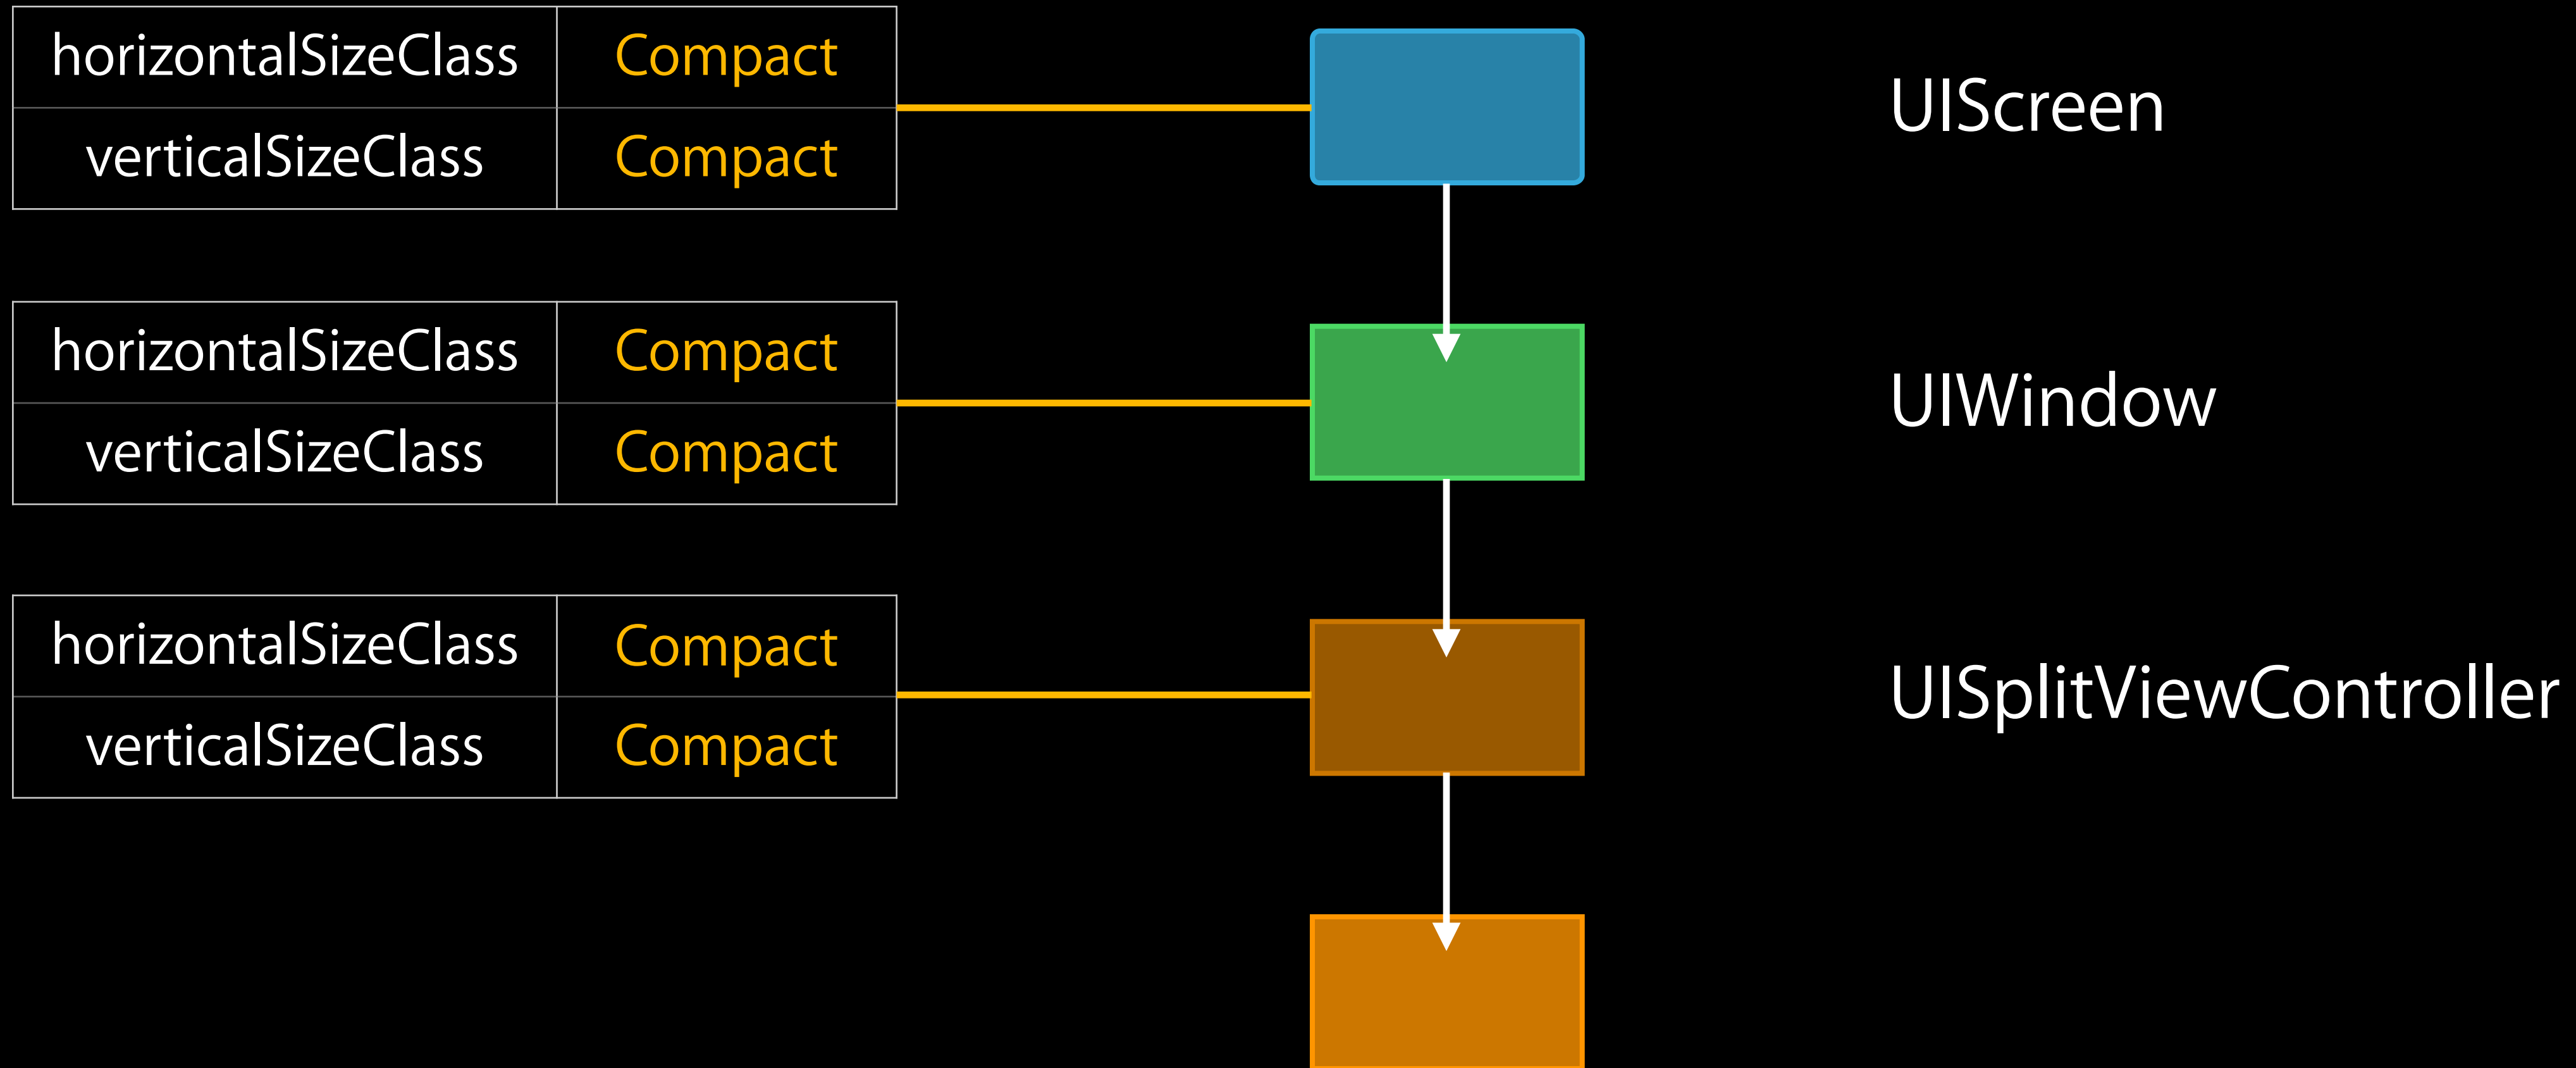 horizontalSizeClass Compact
verticalSizeClass Compact
UIScreen
horizontalSizeClass Compact
verticalSizeClass Compact
UIWindow
horizontalSizeClass Compact
verticalSizeClass Compact
UISplitViewController